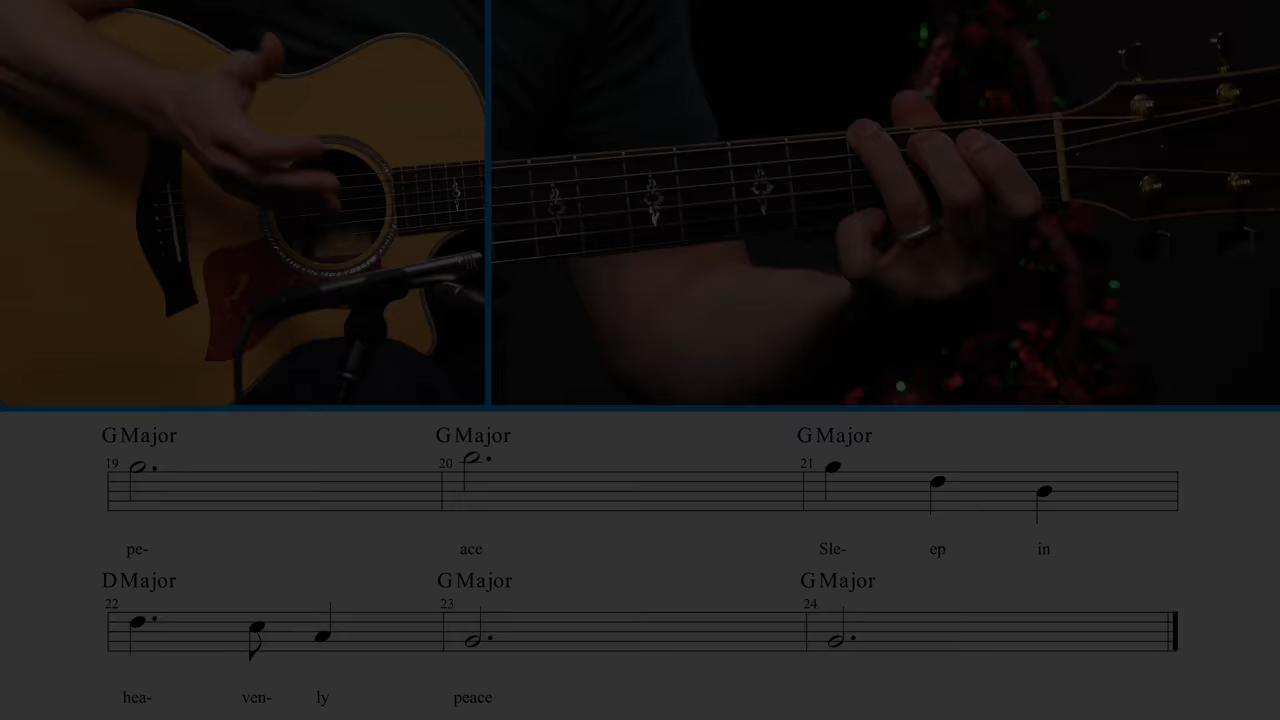 G Major G Major G Major
19 20 21
pe- ace Sle- ep in
D Major G Major G Major
22 23 24
hea- ven- ly peace